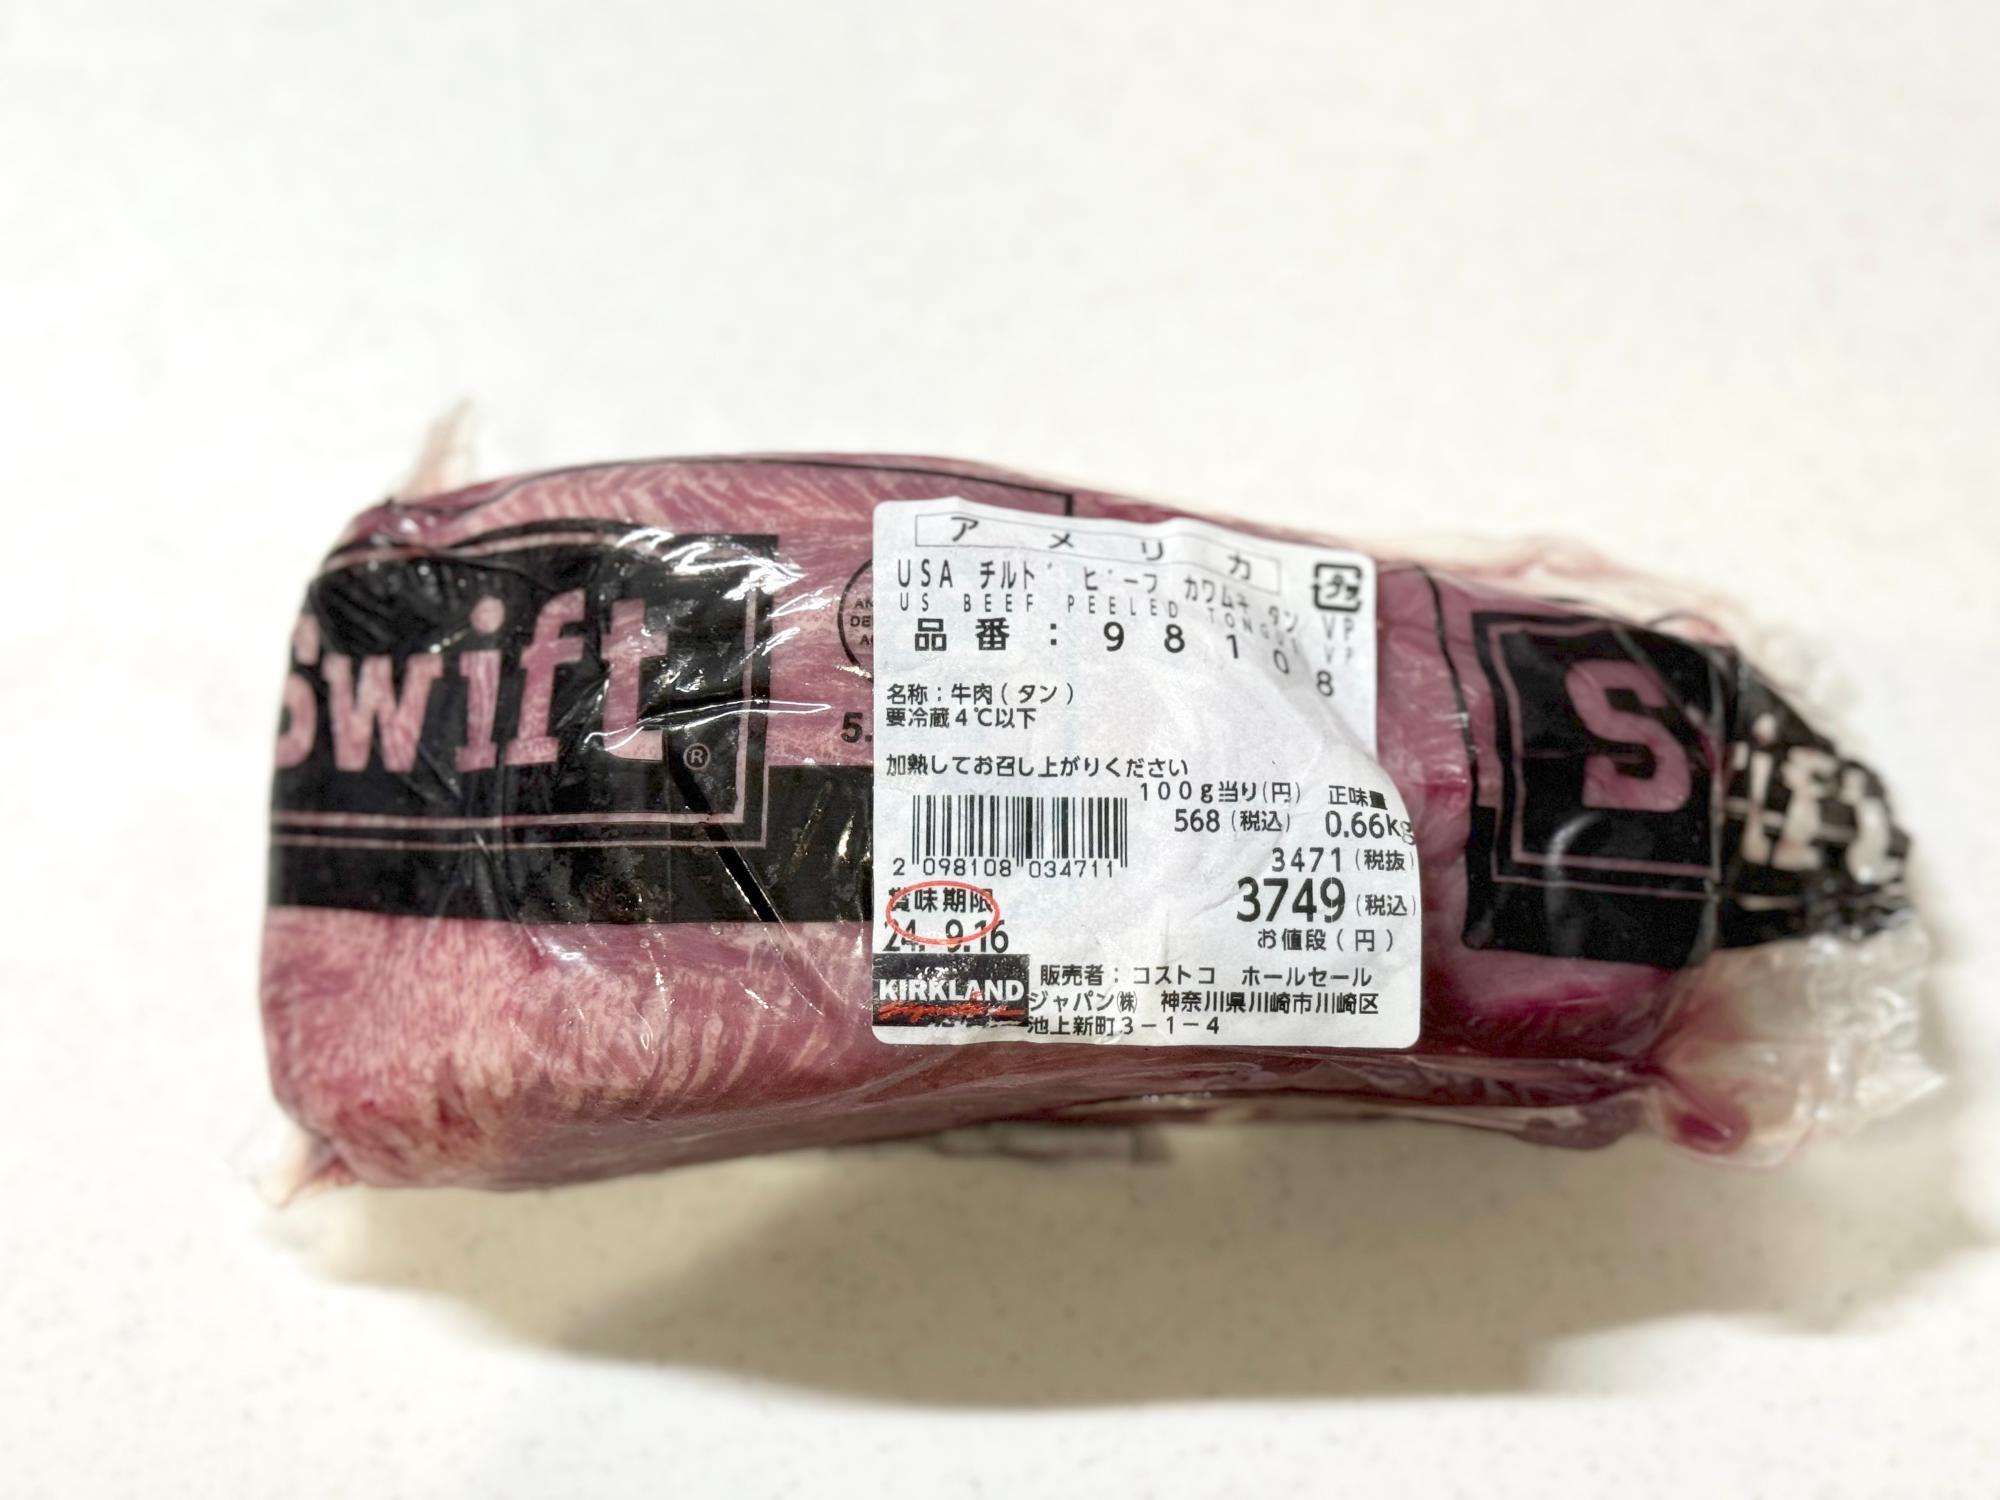 Swift
®
5.
S
アメリカ
USA チルド ビーフ カワムキ タン VP
US BEEF PEELED TONGUE VP
プラ
品番:98108
名称:牛肉(タン)
要冷蔵4℃以下
加熱してお召し上がりください
100g当り(円) 正味量
568(税込) 0.66kg
2 098108 034711
3471(税抜)
3749(税込)
お値段(円)
賞味期限
24. 9.16
KIRKLAND
Signature
販売者:コストコ ホールセール
ジャパン㈱ 神奈川県川崎市川崎区
池上新町3-1-4